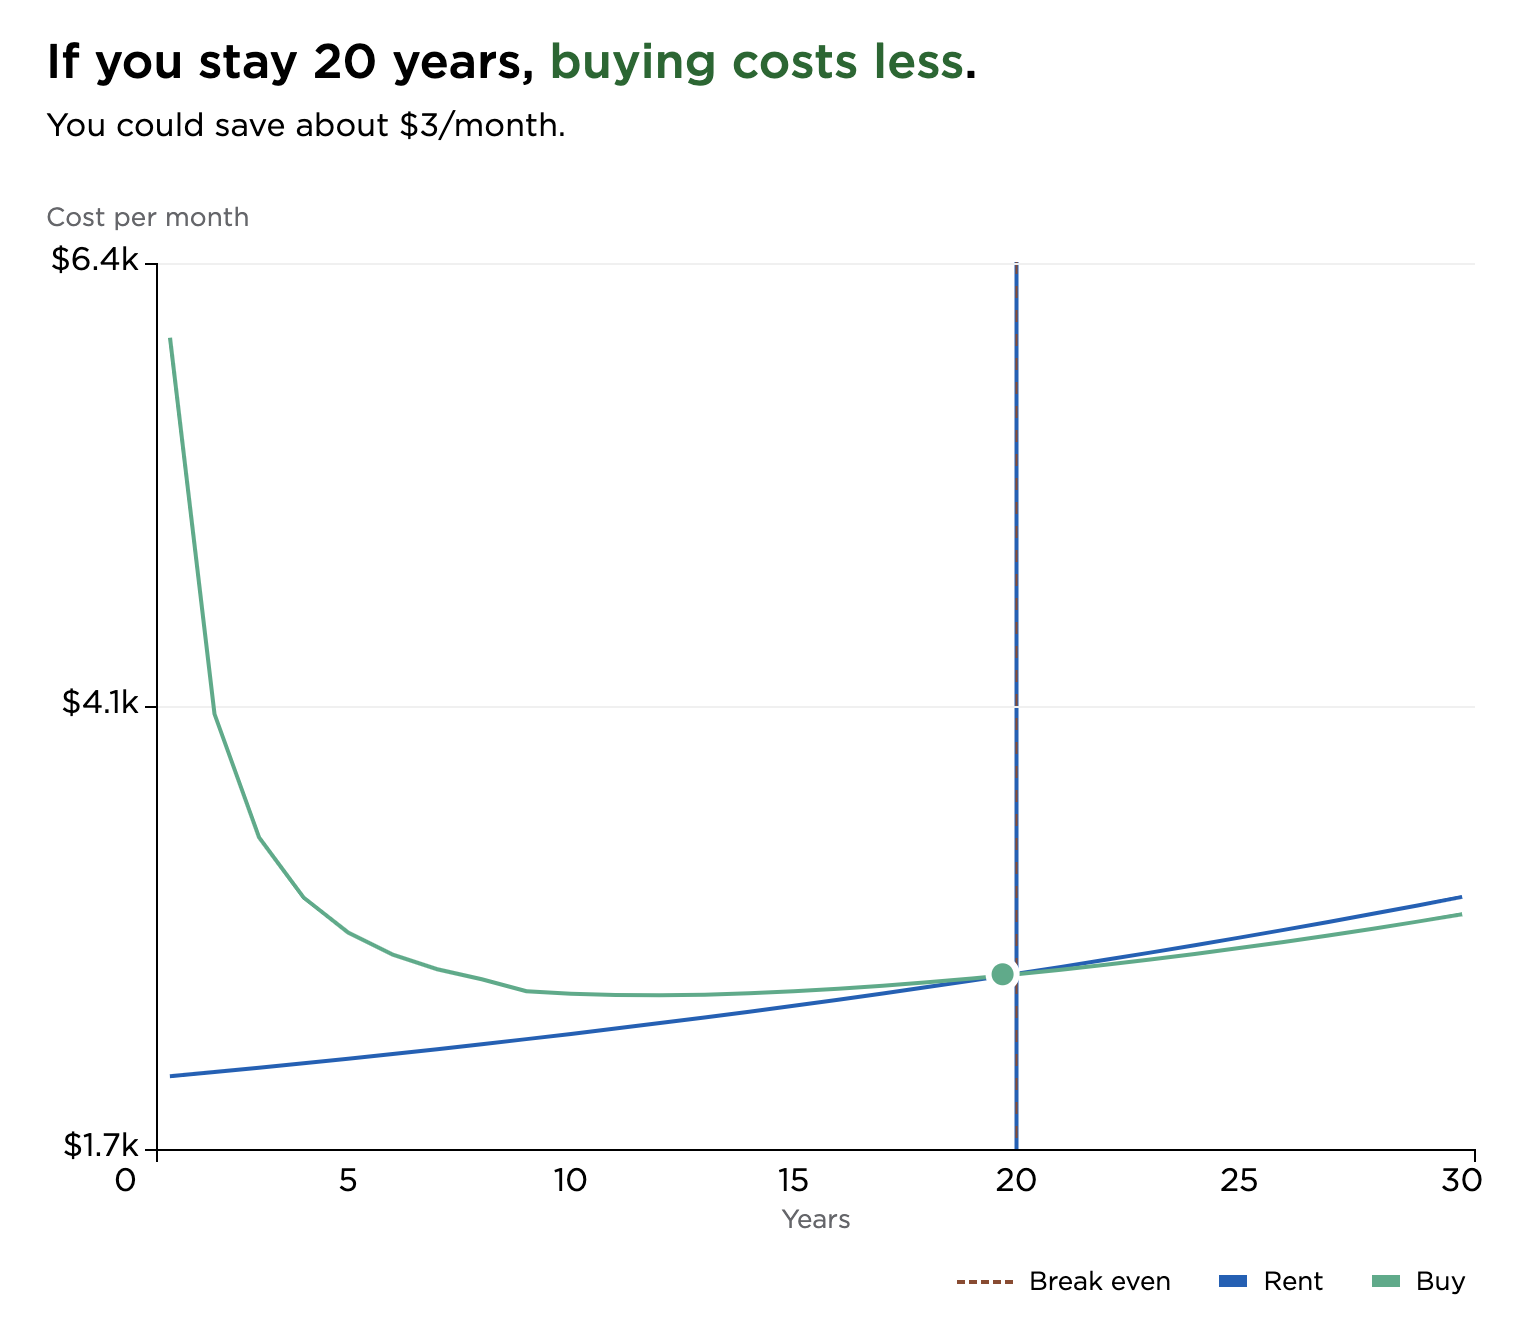 If you stay 20 years, buying costs less.
You could save about $3/month.
Cost per month
$6.4k
$4.1k
$1.7k
0 5 10 15 20 25 30
Years
Break even Rent Buy